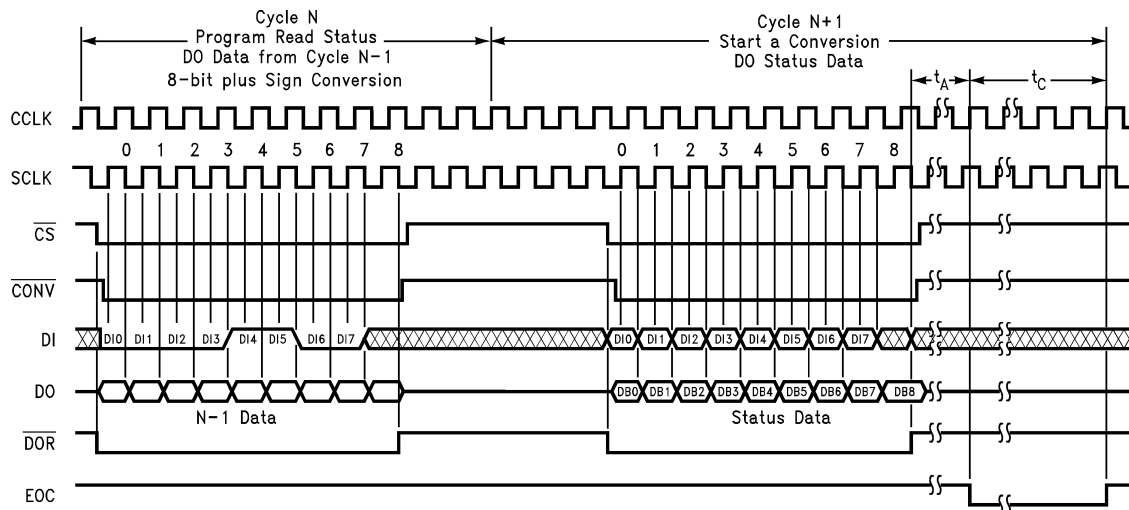 Cycle N
Program Read Status
DO Data from Cycle N-1
8-bit plus Sign Conversion
Cycle N+1
Start a Conversion
DO Status Data
tA
tC
CCLK
0 1 2 3 4 5 6 7 8
0 1 2 3 4 5 6 7 8
SCLK
CS
CONV
DI
DI0 DI1 DI2 DI3 DI4 DI5 DI6 DI7
DI0 DI1 DI2 DI3 DI4 DI5 DI6 DI7
DO
DB0 DB1 DB2 DB3 DB4 DB5 DB6 DB7 DB8
N-1 Data
Status Data
DOR
EOC